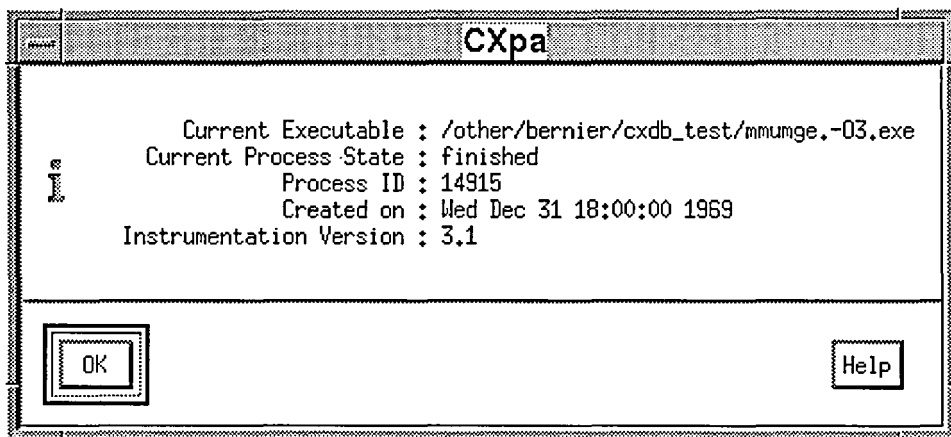 CXpa
Current Executable : /other/bernier/cxdb_test/mmumge.-O3.exe
Current Process State : finished
Process ID : 14915
Created on : Wed Dec 31 18:00:00 1969
Instrumentation Version : 3.1
OK
Help